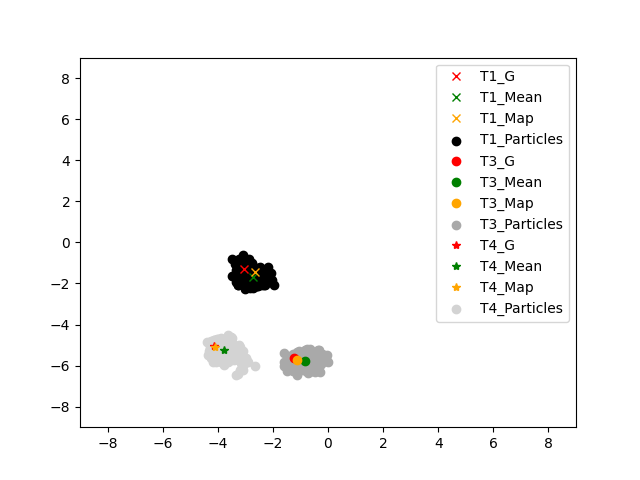 8
6
4
2
0
−2
−4
−6
−8
−8 −6 −4 −2 0 2 4 6 8
T1_G
T1_Mean
T1_Map
T1_Particles
T3_G
T3_Mean
T3_Map
T3_Particles
T4_G
T4_Mean
T4_Map
T4_Particles